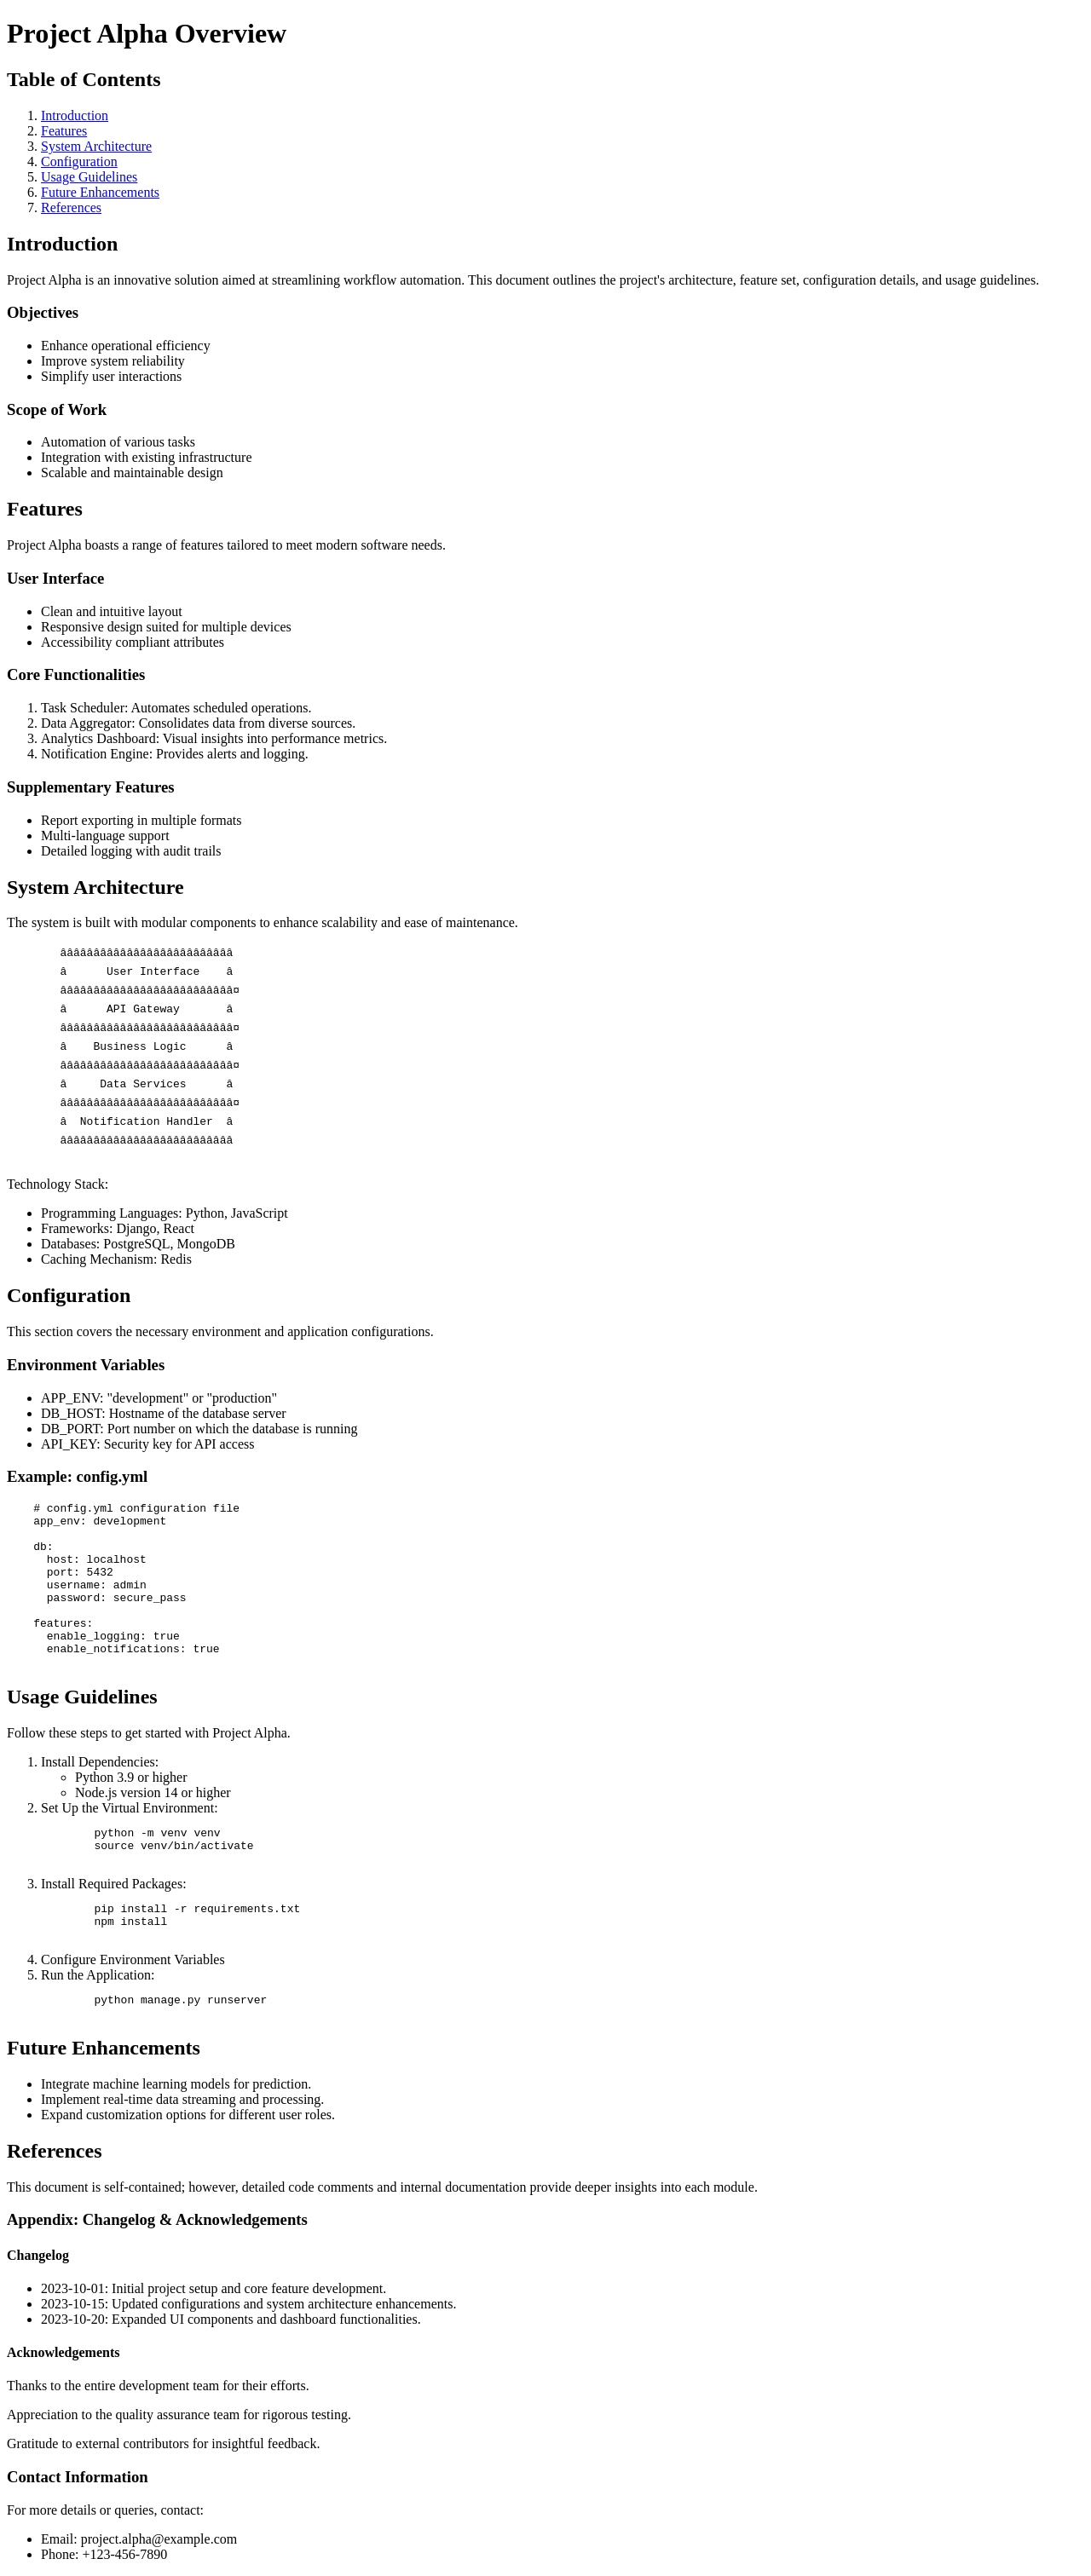 Project Alpha Overview
Table of Contents
1. Introduction
2. Features
3. System Architecture
4. Configuration
5. Usage Guidelines
6. Future Enhancements
7. References
Introduction
Project Alpha is an innovative solution aimed at streamlining workflow automation. This document outlines the project's architecture, feature set, configuration details, and usage guidelines.
Objectives
• Enhance operational efficiency
• Improve system reliability
• Simplify user interactions
Scope of Work
• Automation of various tasks
• Integration with existing infrastructure
• Scalable and maintainable design
Features
Project Alpha boasts a range of features tailored to meet modern software needs.
User Interface
• Clean and intuitive layout
• Responsive design suited for multiple devices
• Accessibility compliant attributes
Core Functionalities
1. Task Scheduler: Automates scheduled operations.
2. Data Aggregator: Consolidates data from diverse sources.
3. Analytics Dashboard: Visual insights into performance metrics.
4. Notification Engine: Provides alerts and logging.
Supplementary Features
• Report exporting in multiple formats
• Multi-language support
• Detailed logging with audit trails
System Architecture
The system is built with modular components to enhance scalability and ease of maintenance.
ââââââââââââââââââââââââââ
â      User Interface    â
ââââââââââââââââââââââââââ¤
â      API Gateway       â
ââââââââââââââââââââââââââ¤
â    Business Logic      â
ââââââââââââââââââââââââââ¤
â     Data Services      â
ââââââââââââââââââââââââââ¤
â  Notification Handler  â
ââââââââââââââââââââââââââ
Technology Stack:
• Programming Languages: Python, JavaScript
• Frameworks: Django, React
• Databases: PostgreSQL, MongoDB
• Caching Mechanism: Redis
Configuration
This section covers the necessary environment and application configurations.
Environment Variables
• APP_ENV: "development" or "production"
• DB_HOST: Hostname of the database server
• DB_PORT: Port number on which the database is running
• API_KEY: Security key for API access
Example: config.yml
# config.yml configuration file
app_env: development
db:
  host: localhost
  port: 5432
  username: admin
  password: secure_pass
features:
  enable_logging: true
  enable_notifications: true
Usage Guidelines
Follow these steps to get started with Project Alpha.
1. Install Dependencies:
◦ Python 3.9 or higher
◦ Node.js version 14 or higher
2. Set Up the Virtual Environment:
python -m venv venv
source venv/bin/activate
3. Install Required Packages:
pip install -r requirements.txt
npm install
4. Configure Environment Variables
5. Run the Application:
python manage.py runserver
Future Enhancements
• Integrate machine learning models for prediction.
• Implement real-time data streaming and processing.
• Expand customization options for different user roles.
References
This document is self-contained; however, detailed code comments and internal documentation provide deeper insights into each module.
Appendix: Changelog & Acknowledgements
Changelog
• 2023-10-01: Initial project setup and core feature development.
• 2023-10-15: Updated configurations and system architecture enhancements.
• 2023-10-20: Expanded UI components and dashboard functionalities.
Acknowledgements
Thanks to the entire development team for their efforts.
Appreciation to the quality assurance team for rigorous testing.
Gratitude to external contributors for insightful feedback.
Contact Information
For more details or queries, contact:
• Email: project.alpha@example.com
• Phone: +123-456-7890